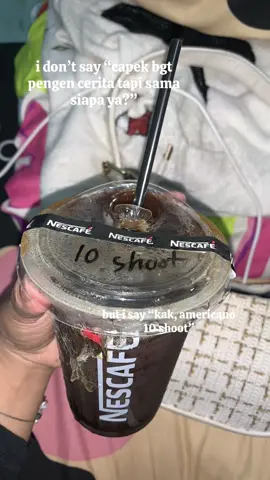 i don't say "capek bgt
pengen cerita tapi sama
siapa ya?"
NESCAFÉ
NESCAFÉ
NESCAFÉ
10 shoot
but i say "kak, americano
10 shoot"
NESCAFÉ